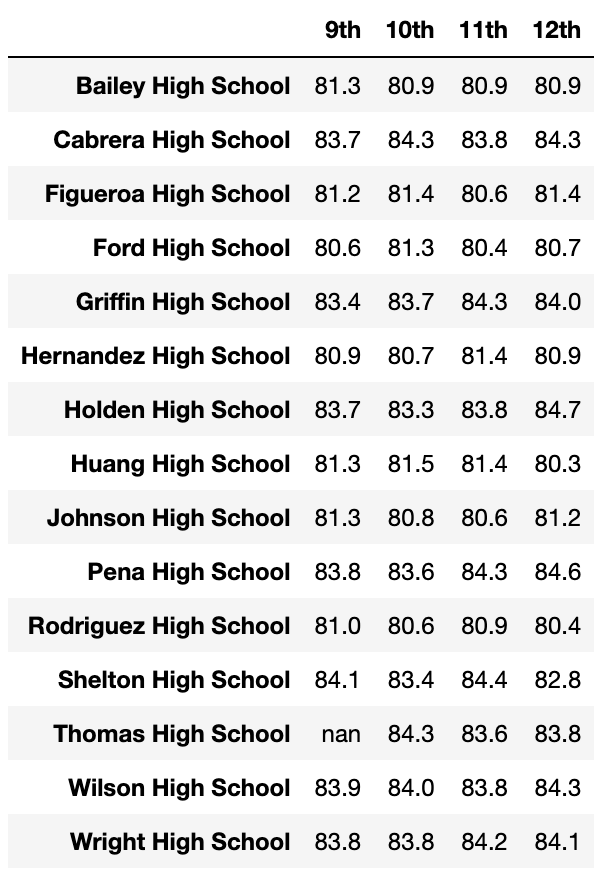 9th 10th 11th 12th
Bailey High School 81.3 80.9 80.9 80.9
Cabrera High School 83.7 84.3 83.8 84.3
Figueroa High School 81.2 81.4 80.6 81.4
Ford High School 80.6 81.3 80.4 80.7
Griffin High School 83.4 83.7 84.3 84.0
Hernandez High School 80.9 80.7 81.4 80.9
Holden High School 83.7 83.3 83.8 84.7
Huang High School 81.3 81.5 81.4 80.3
Johnson High School 81.3 80.8 80.6 81.2
Pena High School 83.8 83.6 84.3 84.6
Rodriguez High School 81.0 80.6 80.9 80.4
Shelton High School 84.1 83.4 84.4 82.8
Thomas High School nan 84.3 83.6 83.8
Wilson High School 83.9 84.0 83.8 84.3
Wright High School 83.8 83.8 84.2 84.1